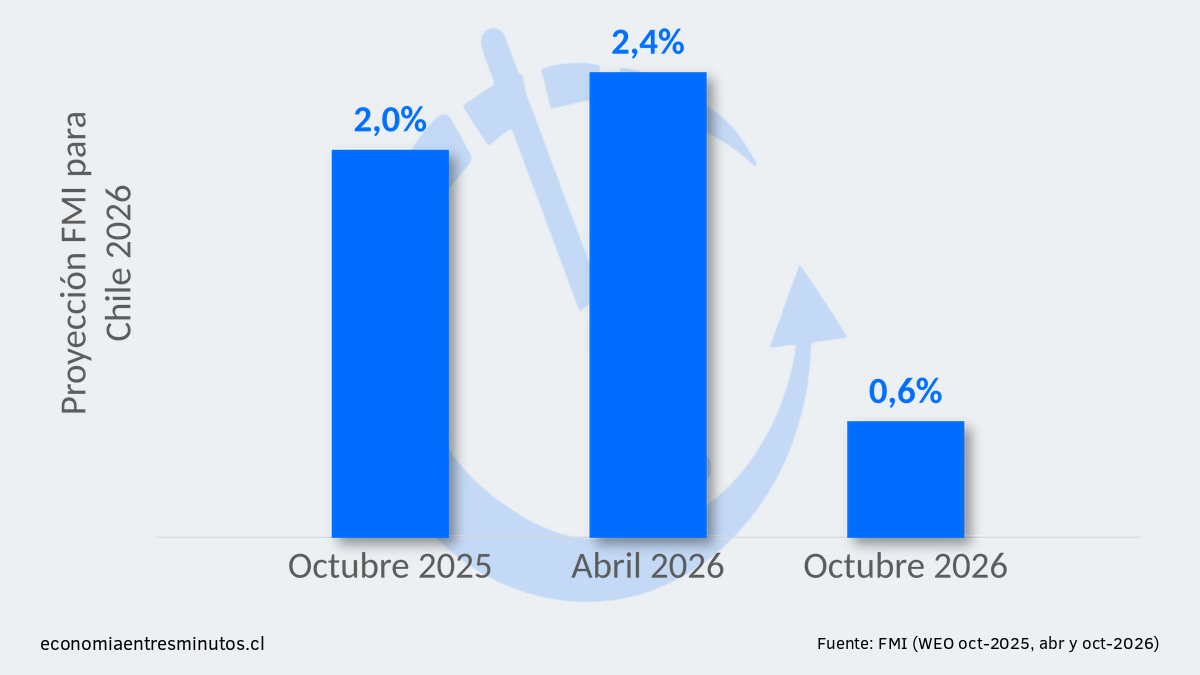 2,4%
2,0%
0,6%
Proyección FMI para
Chile 2026
Octubre 2025
Abril 2026
Octubre 2026
economiaentresminutos.cl
Fuente: FMI (WEO oct-2025, abr y oct-2026)